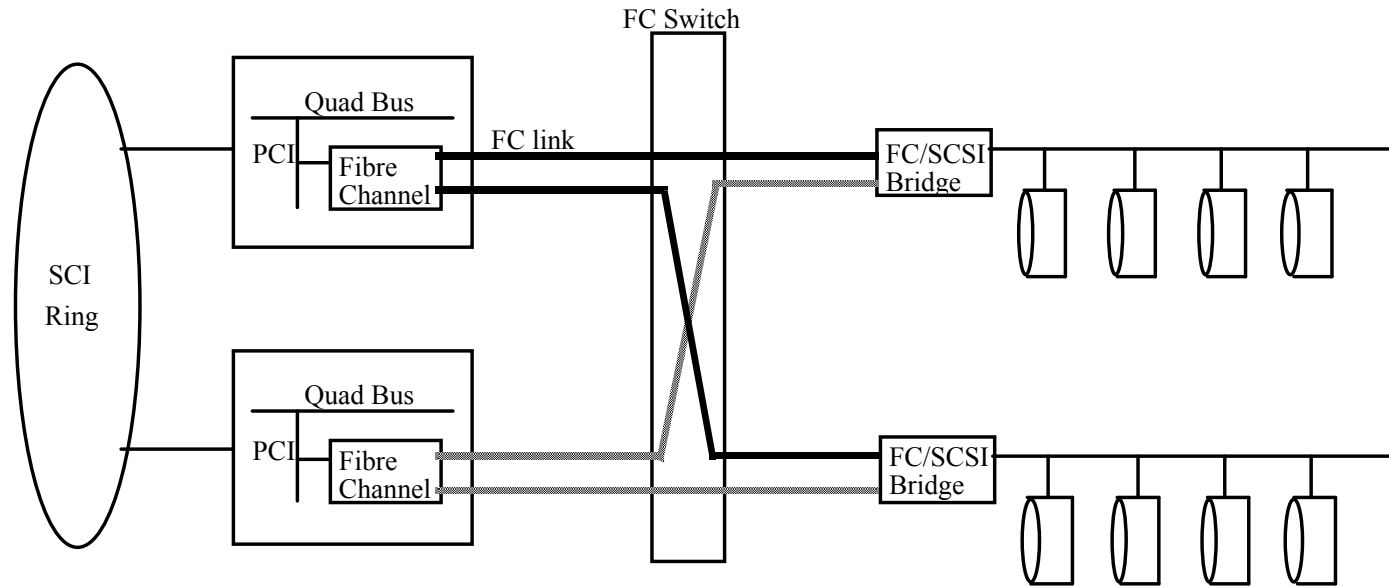 FC Switch
Quad Bus
PCI
Fibre
Channel
FC link
FC/SCSI
Bridge
SCI
Ring
Quad Bus
PCI
Fibre
Channel
FC/SCSI
Bridge